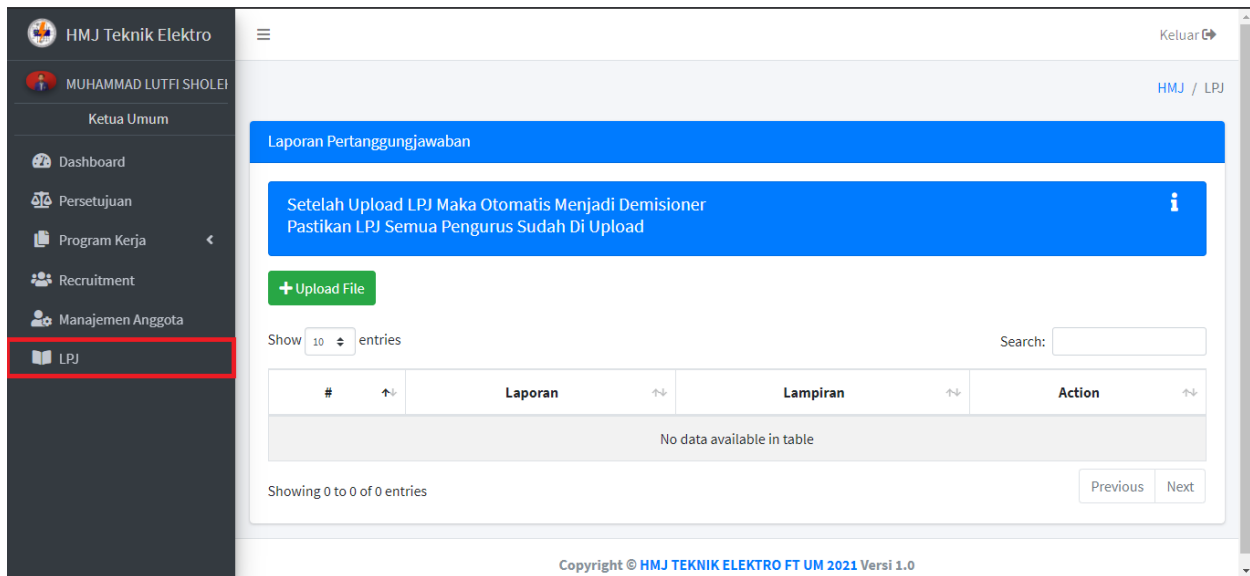 HMJ Teknik Elektro
Keluar
MUHAMMAD LUTFI SHOLEH
HMJ / LPJ
Ketua Umum
Dashboard
Persetujuan
Program Kerja
Recruitment
Manajemen Anggota
LPJ
Laporan Pertanggungjawaban
Setelah Upload LPJ Maka Otomatis Menjadi Demisioner
Pastikan LPJ Semua Pengurus Sudah Di Upload
Upload File
Show 10 entries
Search:
# Laporan Lampiran Action
No data available in table
Showing 0 to 0 of 0 entries
Previous Next
Copyright © HMJ TEKNIK ELEKTRO FT UM 2021 Versi 1.0